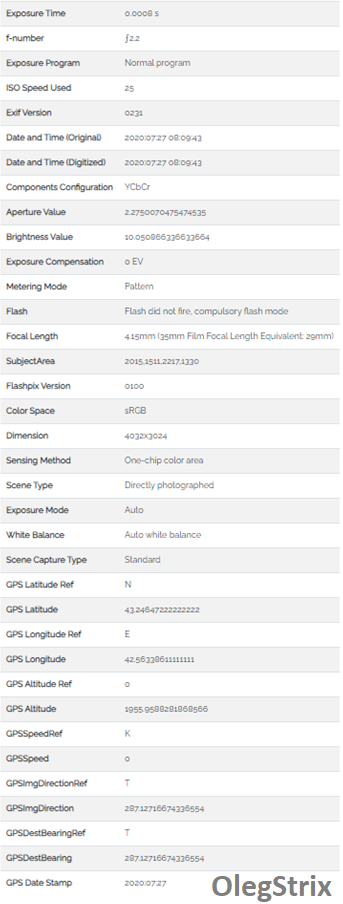 Exposure Time 0.0008 s
f-number ƒ2.2
Exposure Program Normal program
ISO Speed Used 25
Exif Version 0231
Date and Time (Original) 2020:07:27 08:09:43
Date and Time (Digitized) 2020:07:27 08:09:43
Components Configuration YCbCr
Aperture Value 2.2750070475474535
Brightness Value 10.050866336633664
Exposure Compensation 0 EV
Metering Mode Pattern
Flash Flash did not fire, compulsory flash mode
Focal Length 4.15mm (35mm Film Focal Length Equivalent: 29mm)
SubjectArea 2015,1511,2217,1330
Flashpix Version 0100
Color Space sRGB
Dimension 4032x3024
Sensing Method One-chip color area
Scene Type Directly photographed
Exposure Mode Auto
White Balance Auto white balance
Scene Capture Type Standard
GPS Latitude Ref N
GPS Latitude 43.24647222222222
GPS Longitude Ref E
GPS Longitude 42.56338611111111
GPS Altitude Ref 0
GPS Altitude 1955.9588281868566
GPSSpeedRef K
GPSSpeed 0
GPSImgDirectionRef T
GPSImgDirection 287.12716674336554
GPSDestBearingRef T
GPSDestBearing 287.12716674336554
GPS Date Stamp 2020:07:27
OlegStrix